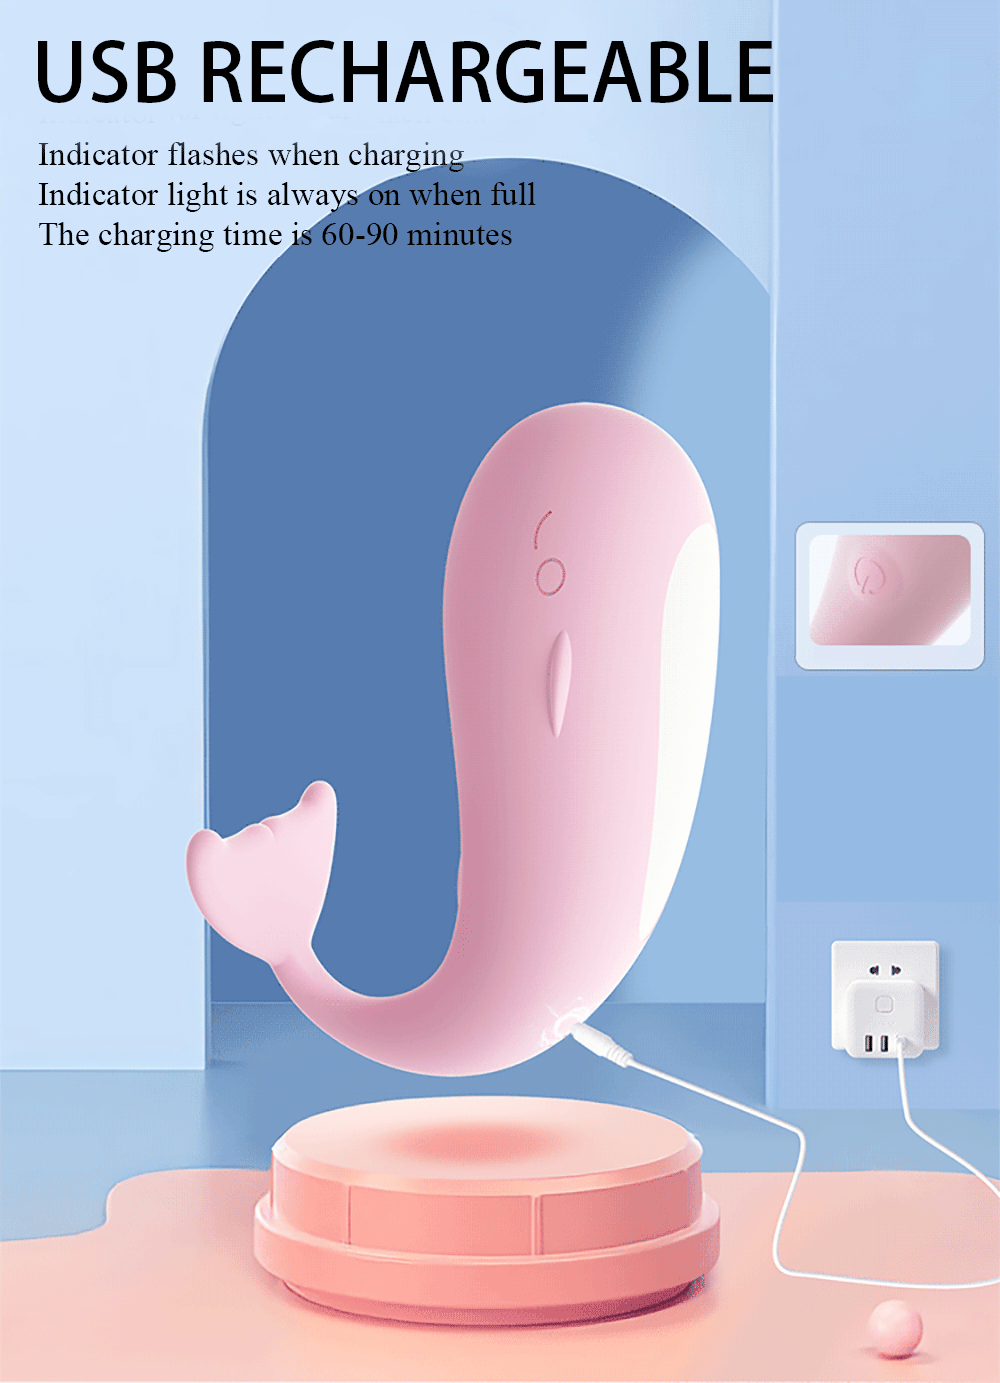 USB RECHARGEABLE
Indicator flashes when charging
Indicator light is always on when full
The charging time is 60-90 minutes